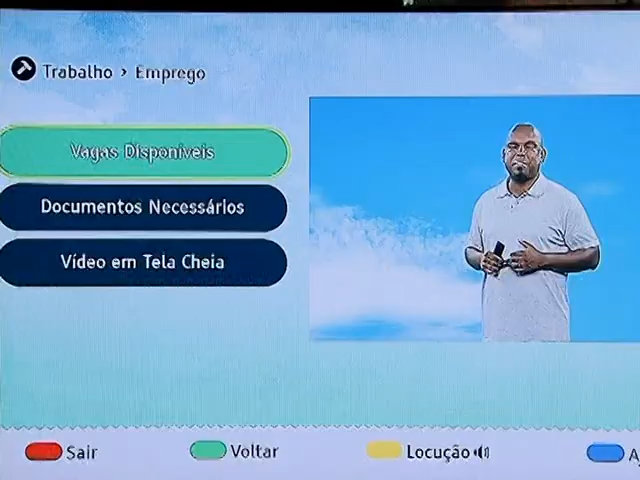 Trabalho > Emprego
Vagas Disponíveis
Documentos Necessários
Vídeo em Tela Cheia
Sair Voltar Locução